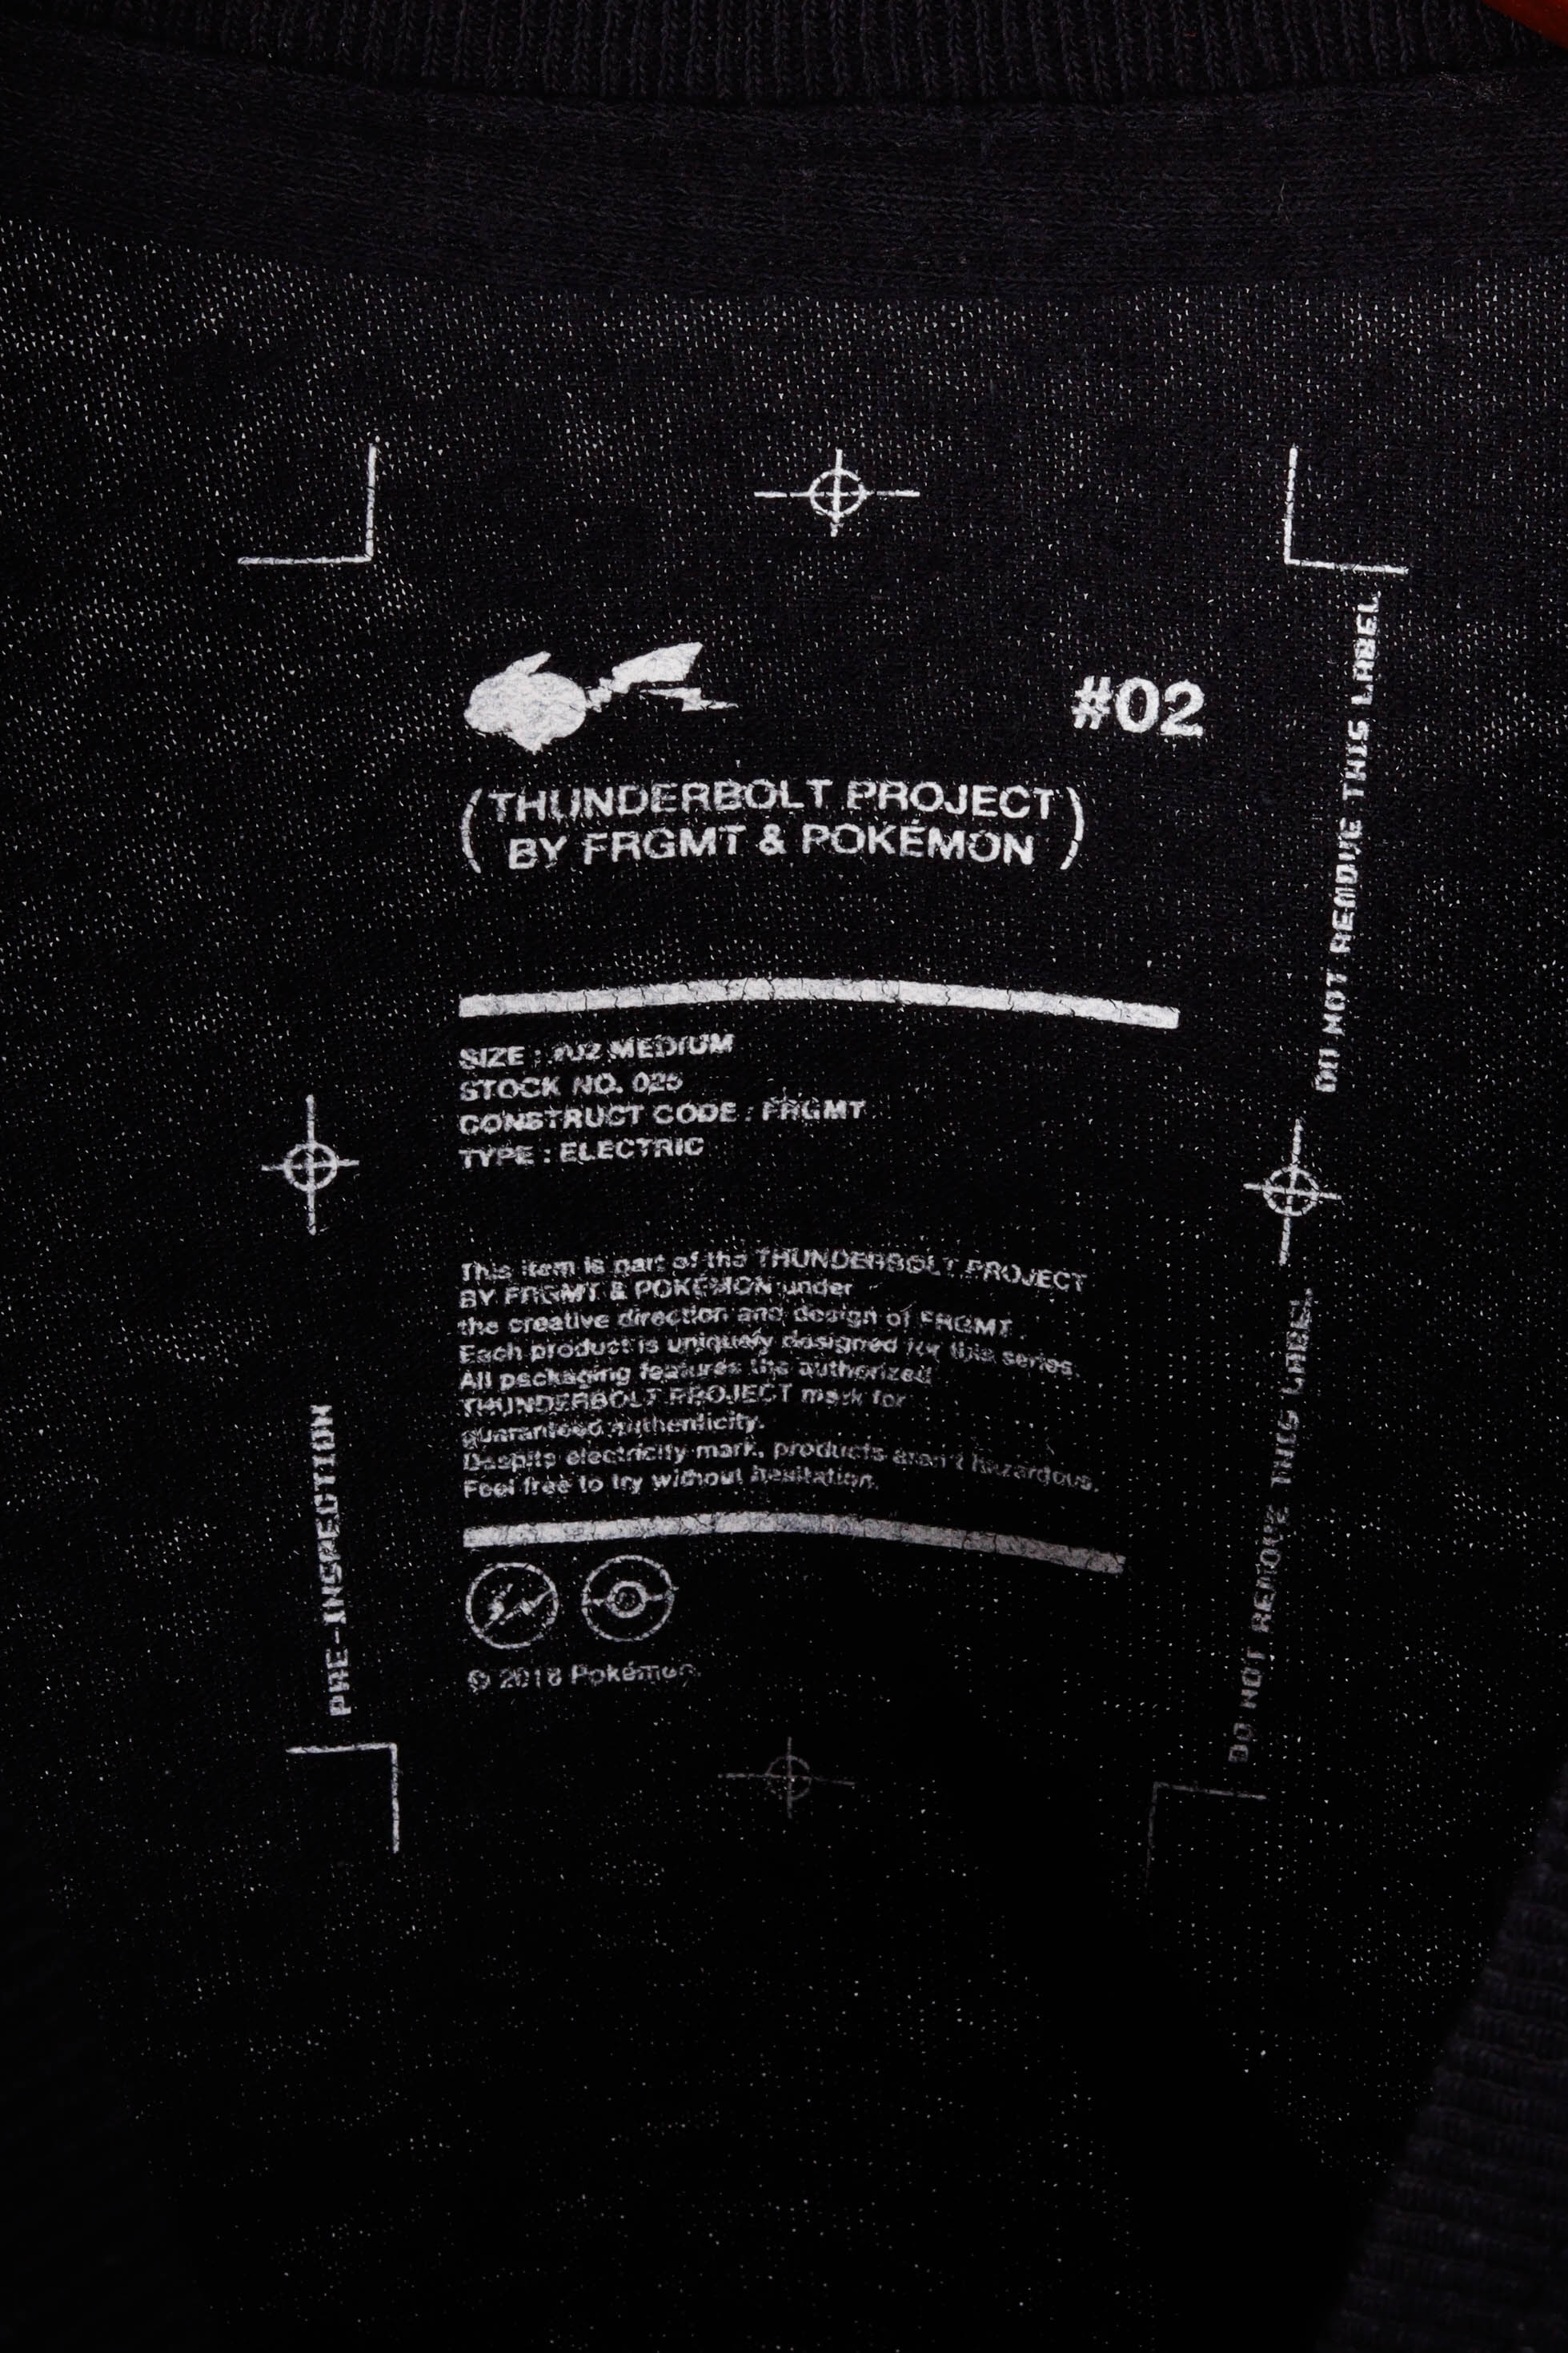 #02
(THUNDERBOLT PROJECT
BY FRGMT & POKÉMON)
SIZE : #02 MEDIUM
STOCK NO. 025
CONSTRUCT CODE : FRGMT
TYPE : ELECTRIC
This item is part of the THUNDERBOLT PROJECT
BY FRGMT & POKÉMON under
the creative direction and design of FRGMT.
Each product is uniquely designed for this series.
All packaging features the authorized
THUNDERBOLT PROJECT mark for
guaranteed authenticity.
Despite electricity mark, products aren't hazardous.
Feel free to try without hesitation.
© 2018 Pokémon.
PRE-INSPECTION
DO NOT REMOVE THIS LABEL
DO NOT REMOVE THIS LABEL